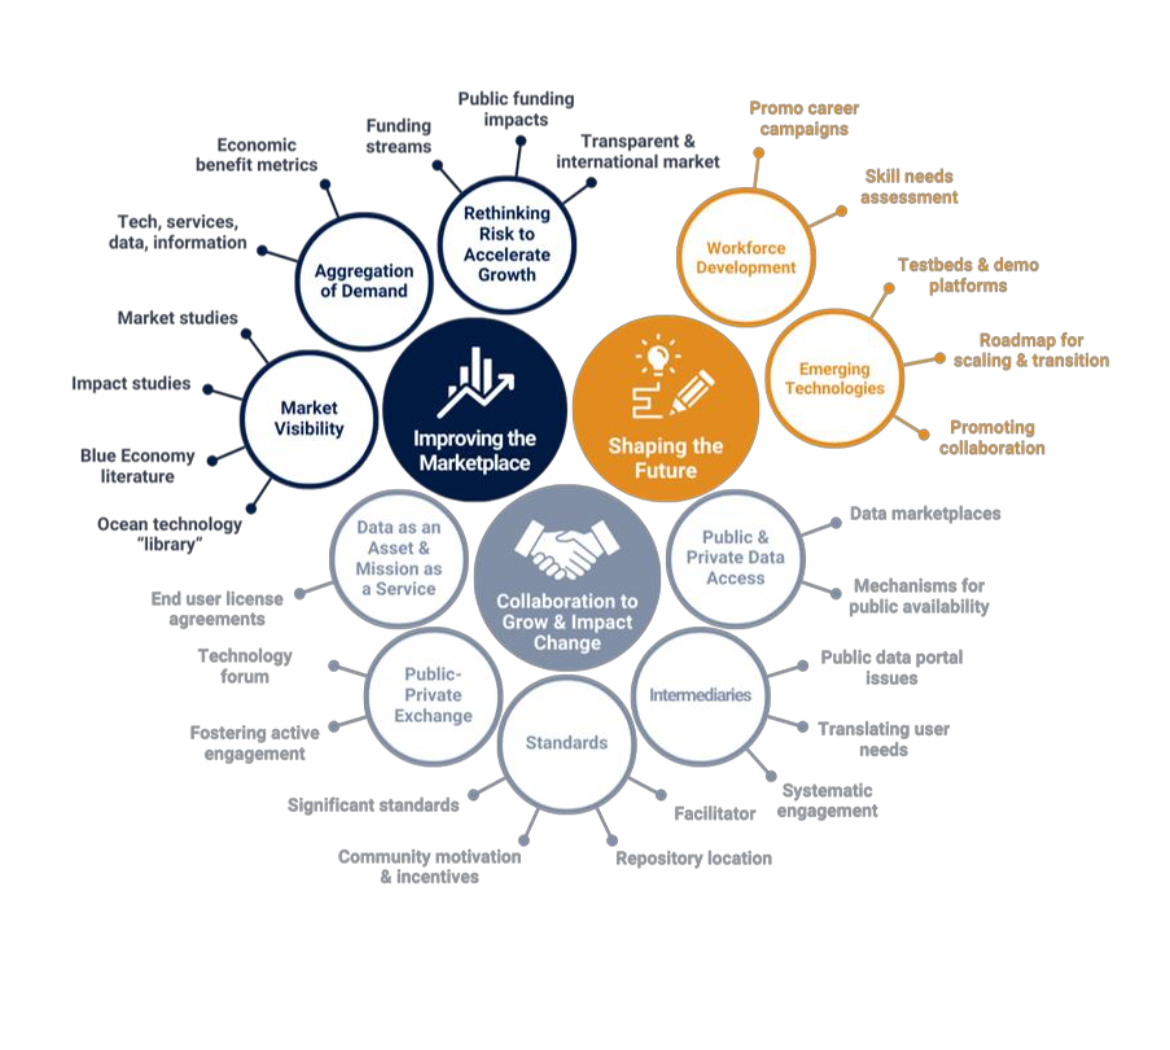 Public funding
impacts
Funding
streams
Transparent &
international market
Economic
benefit metrics
Tech, services,
data, information
Rethinking
Risk to
Accelerate
Growth
Aggregation
of Demand
Market studies
Impact studies
Blue Economy
literature
Ocean technology
“library”
Market
Visibility
Improving the
Marketplace
Promo career
campaigns
Skill needs
assessment
Workforce
Development
Testbeds & demo
platforms
Roadmap for
scaling & transition
Promoting
collaboration
Emerging
Technologies
Shaping the
Future
Data as an
Asset &
Mission as
a Service
End user license
agreements
Technology
forum
Fostering active
engagement
Public-
Private
Exchange
Collaboration to
Grow & Impact
Change
Public &
Private Data
Access
Data marketplaces
Mechanisms for
public availability
Intermediaries
Public data portal
issues
Translating user
needs
Systematic
engagement
Standards
Significant standards
Community motivation
& incentives
Repository location
Facilitator